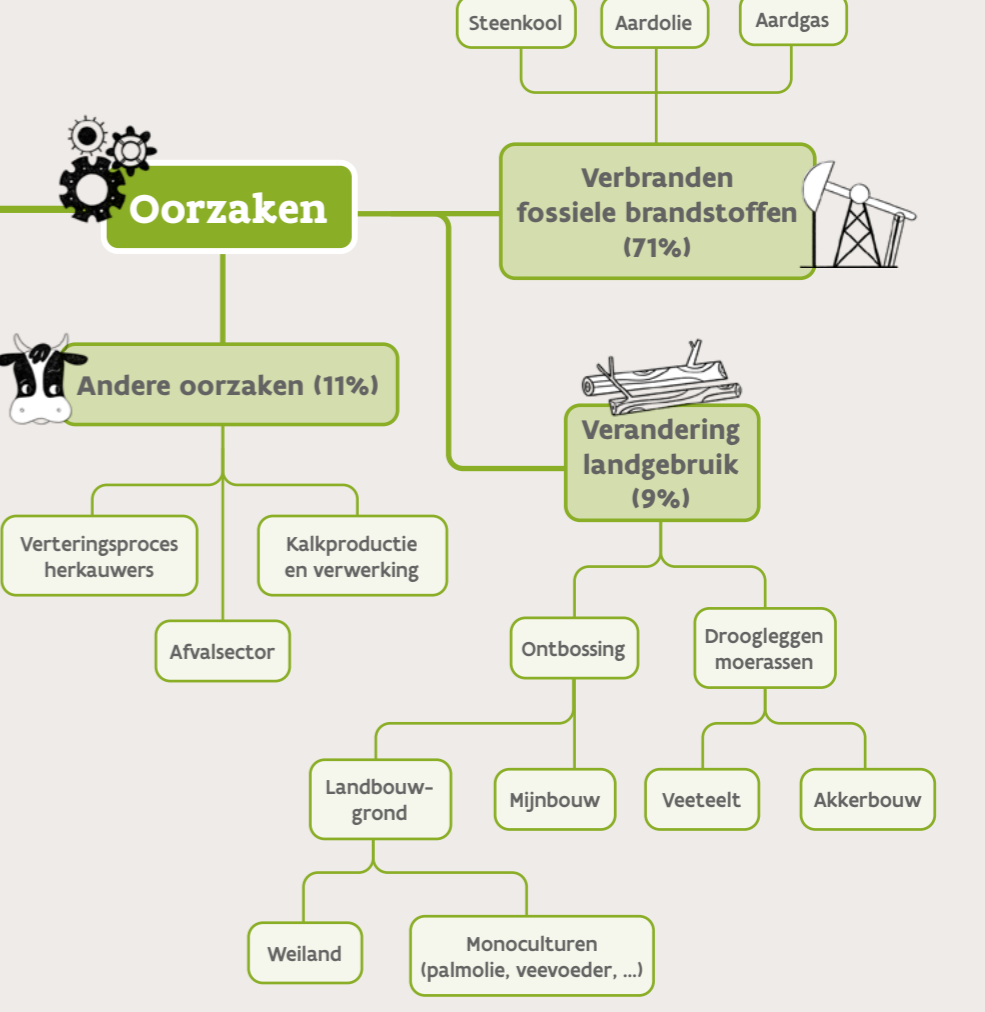 Steenkool
Aardolie
Aardgas
Oorzaken
Verbranden
fossiele brandstoffen
(71%)
Andere oorzaken (11%)
Verandering
landgebruik
(9%)
Verteringsproces
herkauwers
Kalkproductie
en verwerking
Afvalsector
Ontbossing
Droogleggen
moerassen
Landbouw-
grond
Mijnbouw
Veeteelt
Akkerbouw
Weiland
Monoculturen
(palmolie, veevoeder, ...)